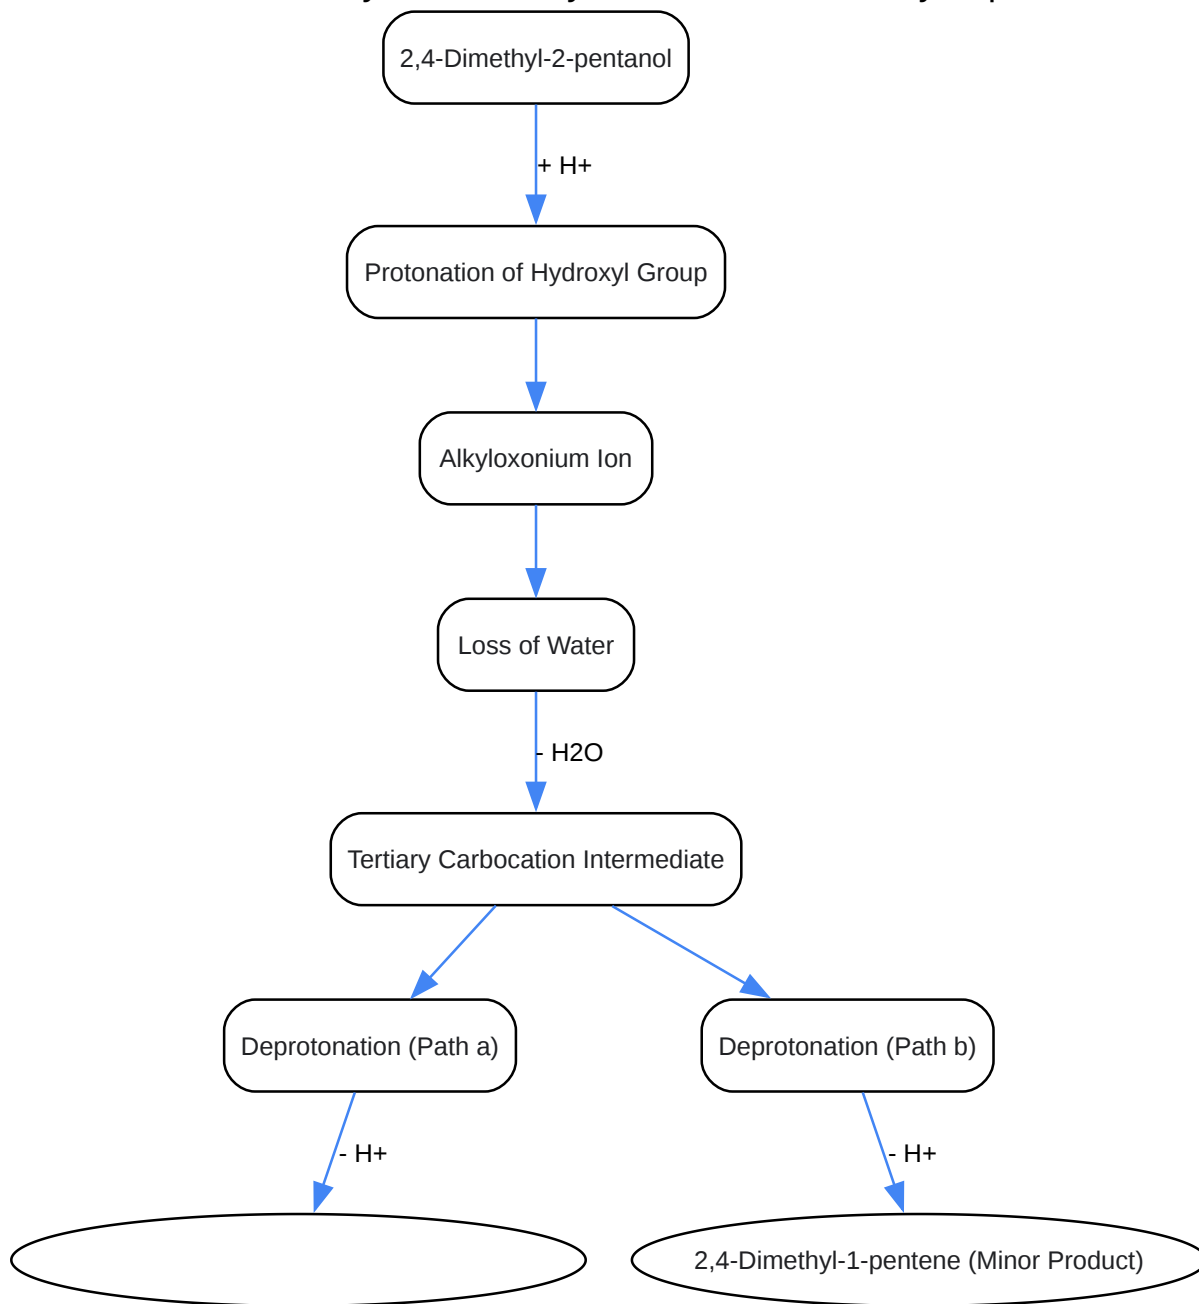 2,4-Dimethyl-2-pentanol
+ H+
Protonation of Hydroxyl Group
Alkyloxonium Ion
Loss of Water
- H2O
Tertiary Carbocation Intermediate
Deprotonation (Path a)
Deprotonation (Path b)
- H+
- H+
2,4-Dimethyl-1-pentene (Minor Product)